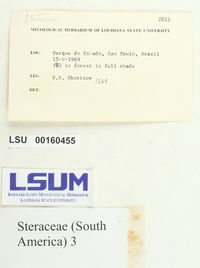 2012
MYCOLOGICAL HERBARIUM OF LOUISIANA STATE UNIVERSITY
LOC. Parque do Estado, Sao Paulo, Brazil
15-V-1969
in forest in full shade
LEG. R.V.
DET.
LSU 00160455
LSUM
BERNARD LOWY MYCOLOGICAL HERBARIUM
LOUISIANA STATE UNIVERSITY
Steraceae (South
America) 3